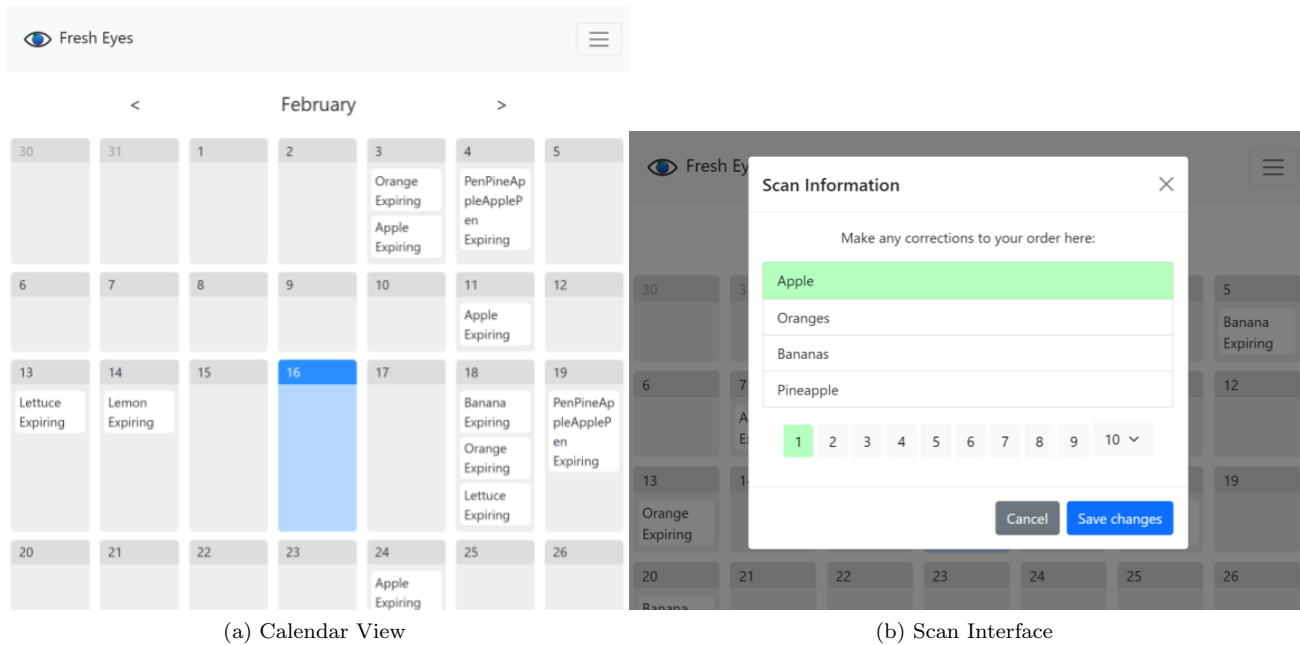 Fresh Eyes
< February >
30 31 1 2 3 4 5
Orange
Expiring
Apple
Expiring
PenPineAp
pleAppleP
en
Expiring
6 7 8 9 10 11 12
Apple
Expiring
13 14 15 16 17 18 19
Lettuce
Expiring
Lemon
Expiring
Banana
Expiring
Orange
Expiring
Lettuce
Expiring
PenPineAp
pleAppleP
en
Expiring
20 21 22 23 24 25 26
Apple
Expiring
(a) Calendar View
Fresh Ey
Scan Information
Make any corrections to your order here:
Apple
Oranges
Bananas
Pineapple
1 2 3 4 5 6 7 8 9 10
Cancel Save changes
30 3 5
Banana
Expiring
6 7 12
A
E
13 1 19
Orange
Expiring
20 21 22 23 24 25 26
Banana
(b) Scan Interface